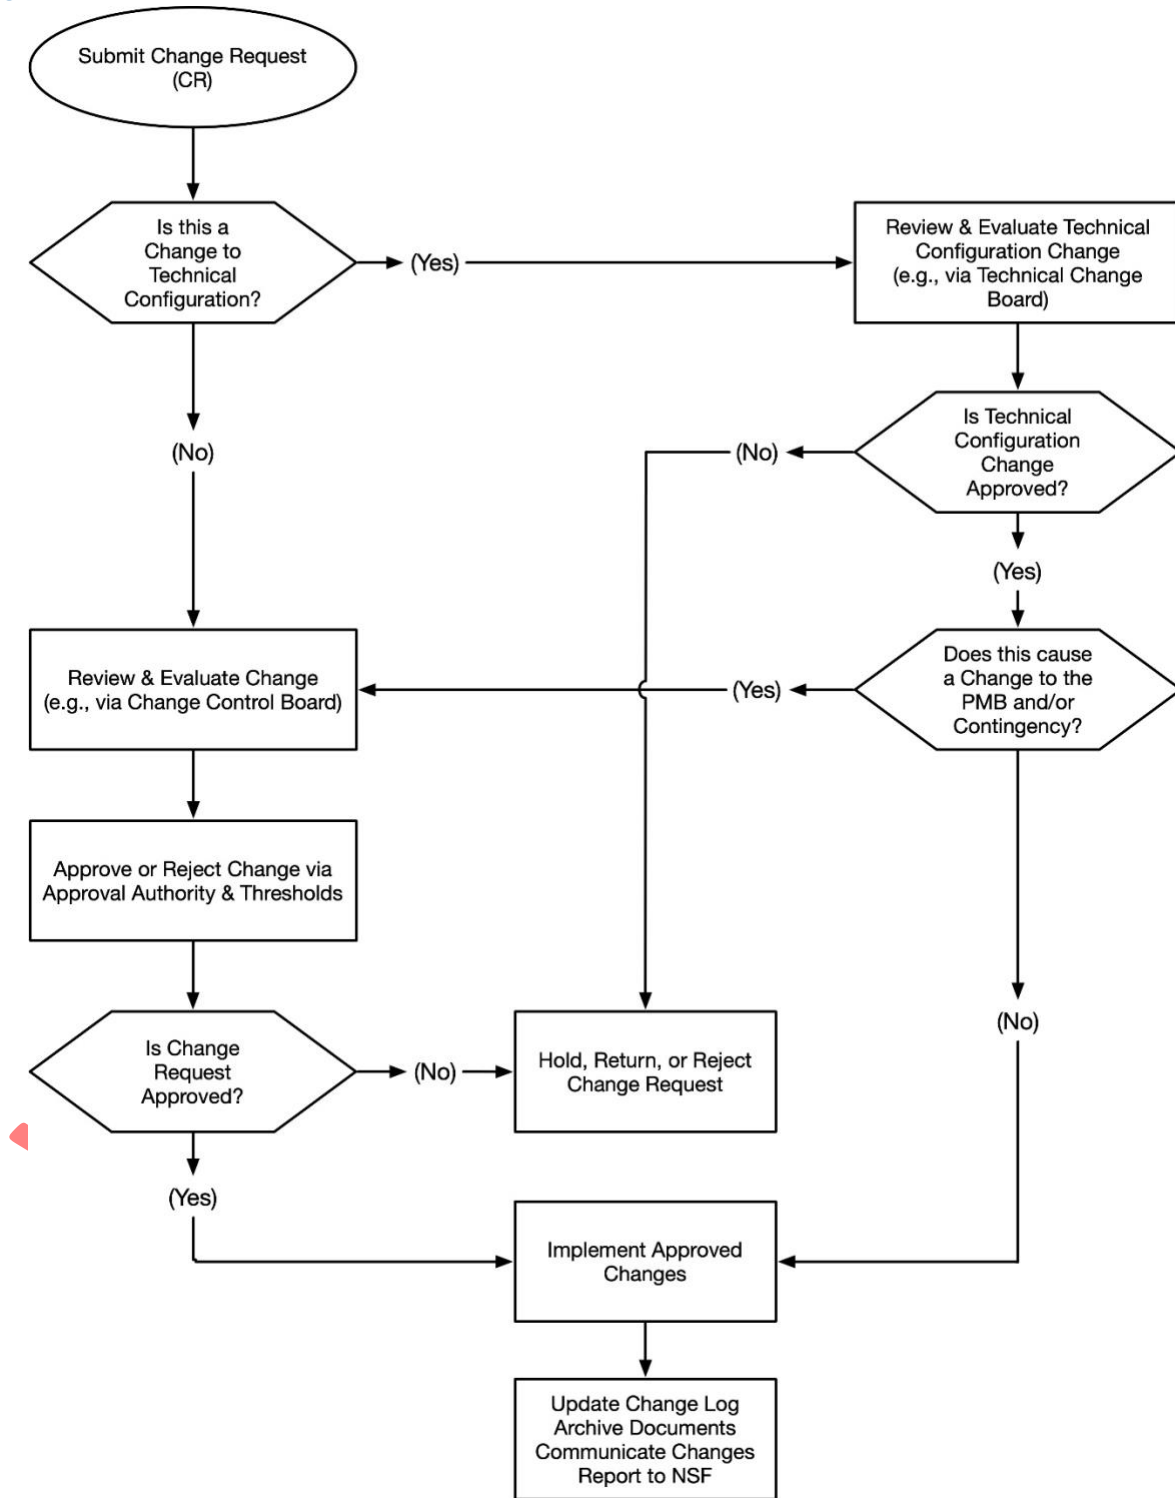 Submit Change Request
(CR)
Is this a
Change to
Technical
Configuration?
(Yes)
Review & Evaluate Technical
Configuration Change
(e.g., via Technical Change
Board)
(No)
Is Technical
Configuration
Change
Approved?
(No)
(Yes)
Does this cause
a Change to the
PMB and/or
Contingency?
(Yes)
Review & Evaluate Change
(e.g., via Change Control Board)
Approve or Reject Change via
Approval Authority & Thresholds
(No)
Is Change
Request
Approved?
(No)
Hold, Return, or Reject
Change Request
(Yes)
Implement Approved
Changes
Update Change Log
Archive Documents
Communicate Changes
Report to NSF